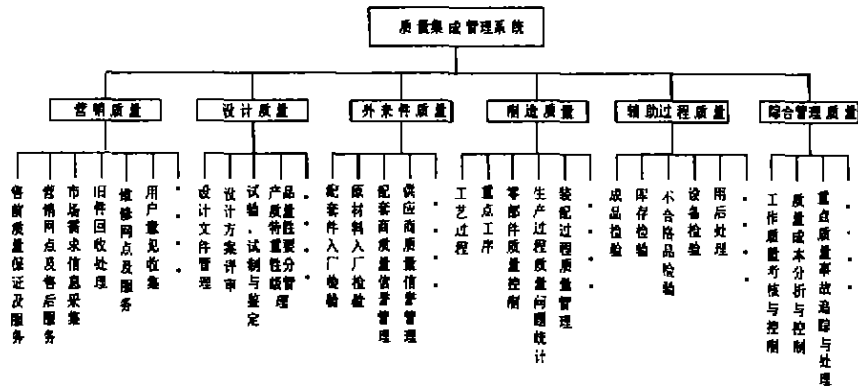 质量集成管理系统
营销质量
设计质量
外来件质量
制造质量
辅助过程质量
综合管理质量
售前质量保证及服务
营销网点及售后服务
市场需求信息采集
旧件回收处理
维修网点及服务
用户意见收集
设计文件管理
设计方案评审
试验、试制与鉴定
产品质量特性重要性分级管理
配套件入厂检验
原材料入厂检验
配套商质量信誉管理
供应商质量信誉管理
工艺过程
重点工序
零部件质量控制
生产过程质量问题统计
装配过程质量管理
成品检验
库存检验
不合格品检验
设备检验
用后处理
工作质量考核与控制
质量成本分析与控制
重点质量事故追踪与处理